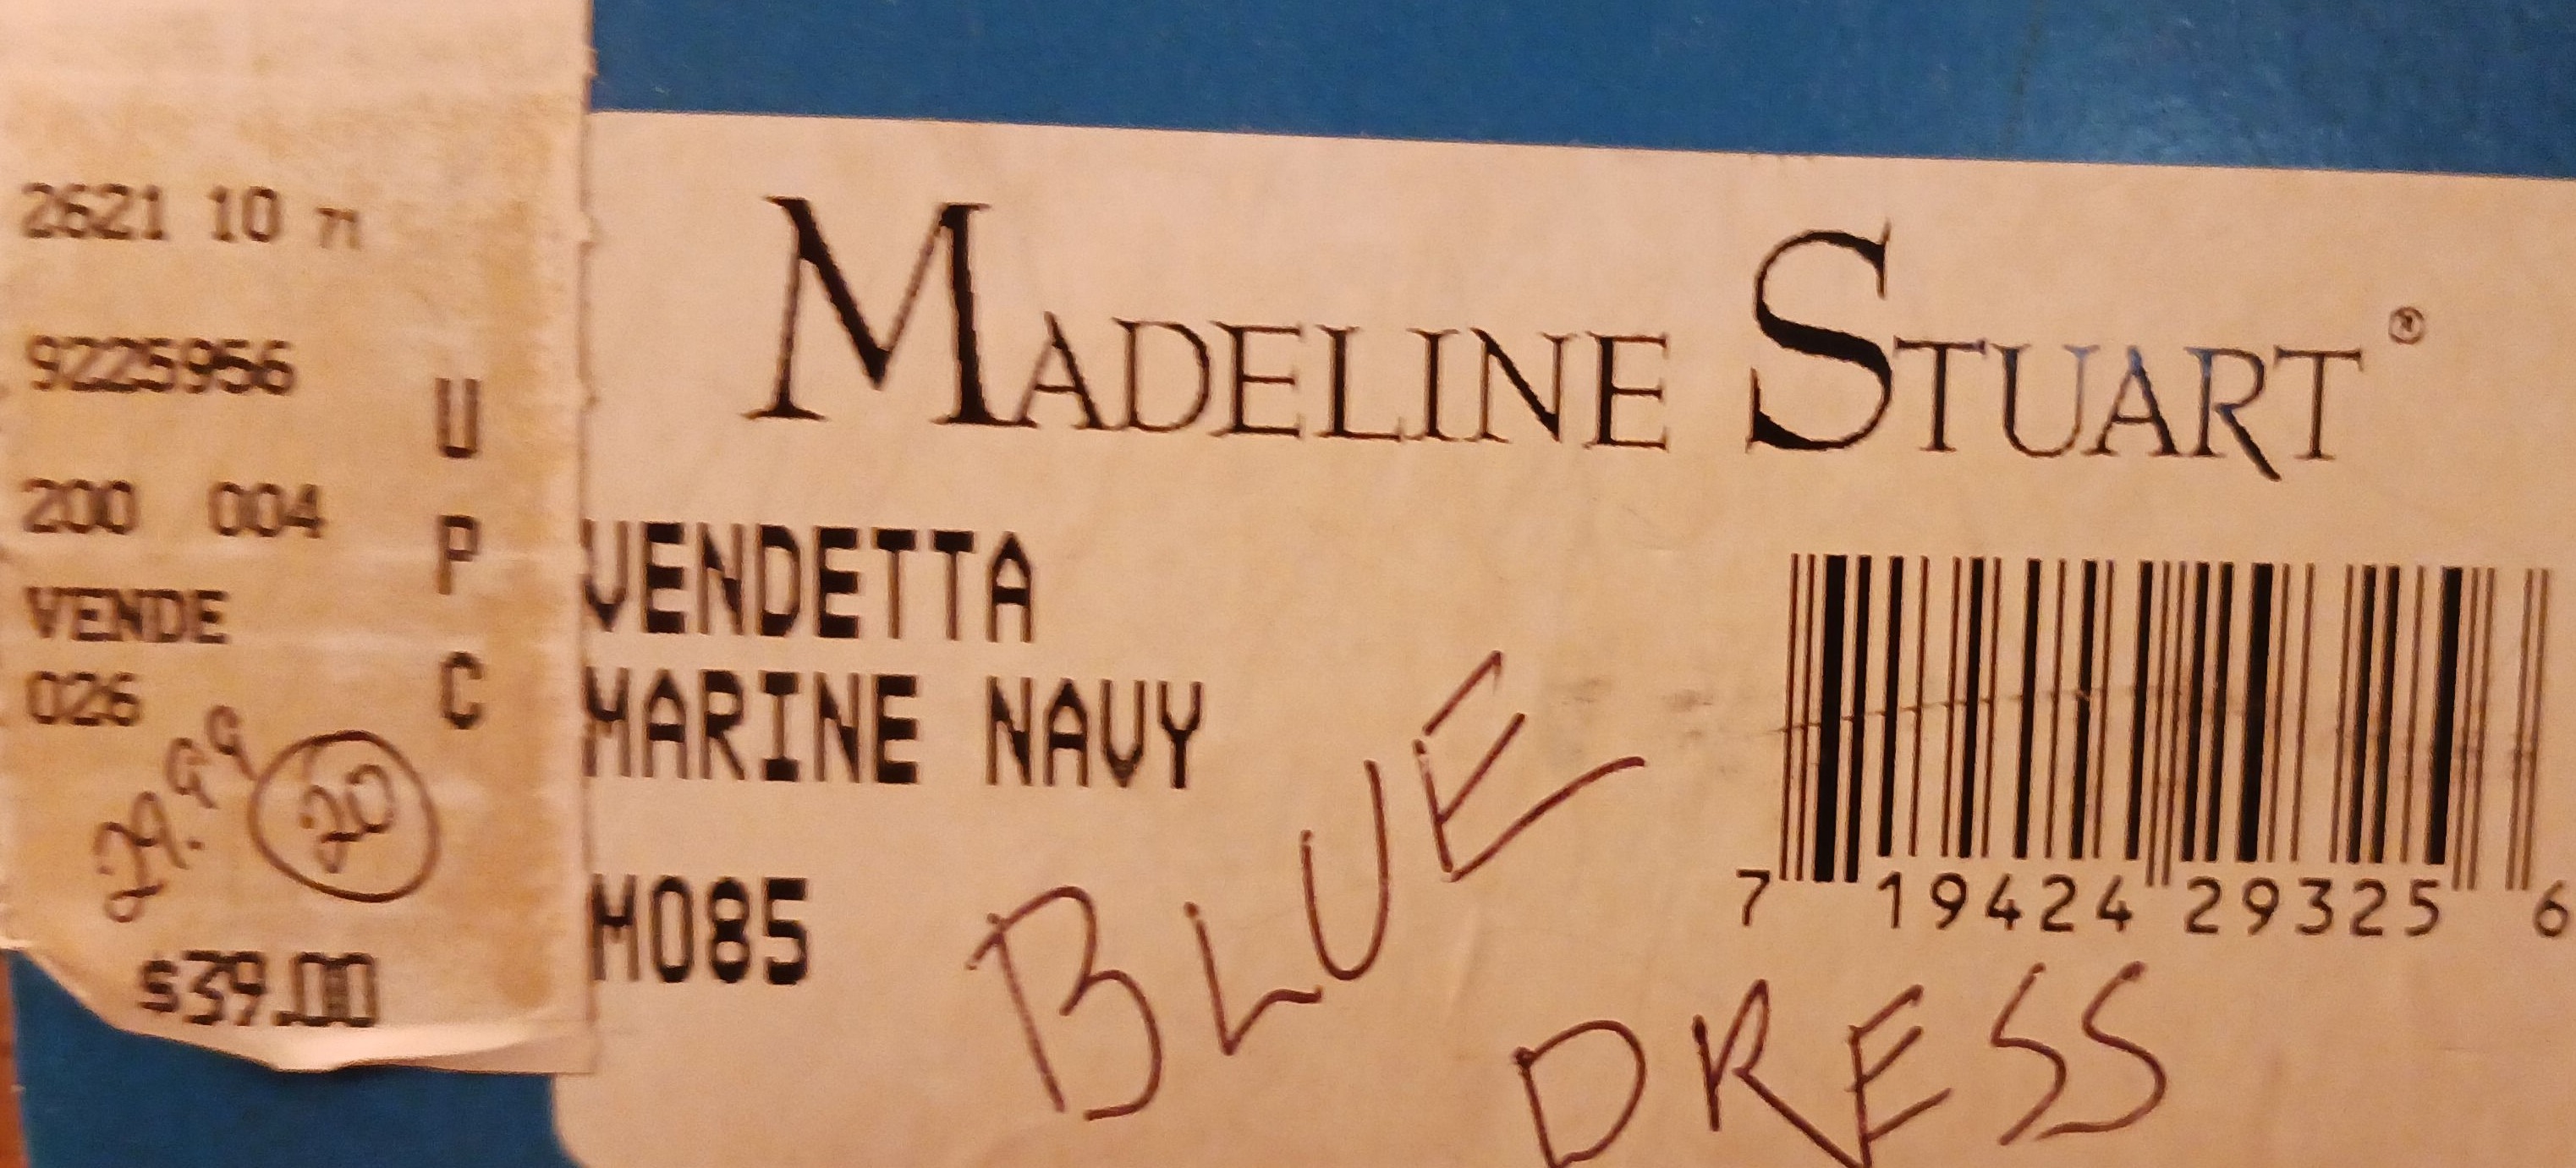 2621 10 71
9225956
200 004
VENDE
026
U
P
C
29.99
20
$39.00
MADELINE STUART®
VENDETTA
MARINE NAVY
M085
7 19424 29325 6
BLUE
DRESS